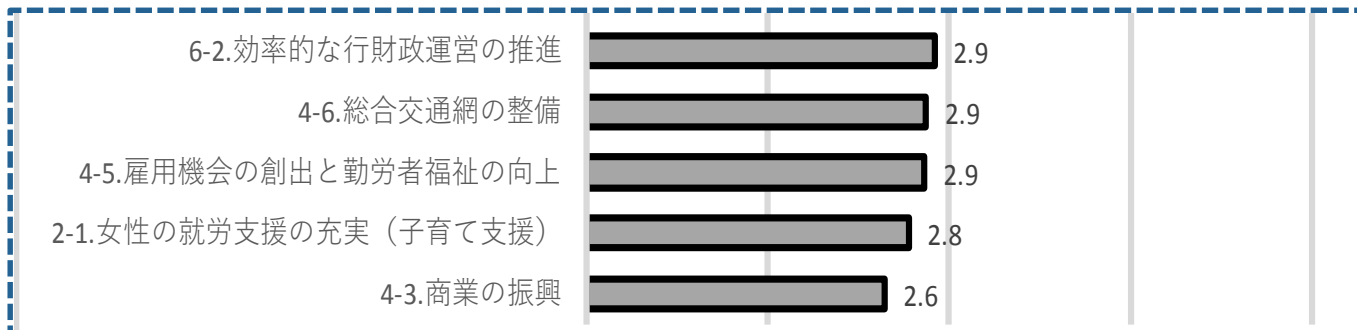 6-2.効率的な行財政運営の推進 2.9
4-6.総合交通網の整備 2.9
4-5.雇用機会の創出と勤労者福祉の向上 2.9
2-1.女性の就労支援の充実（子育て支援） 2.8
4-3.商業の振興 2.6